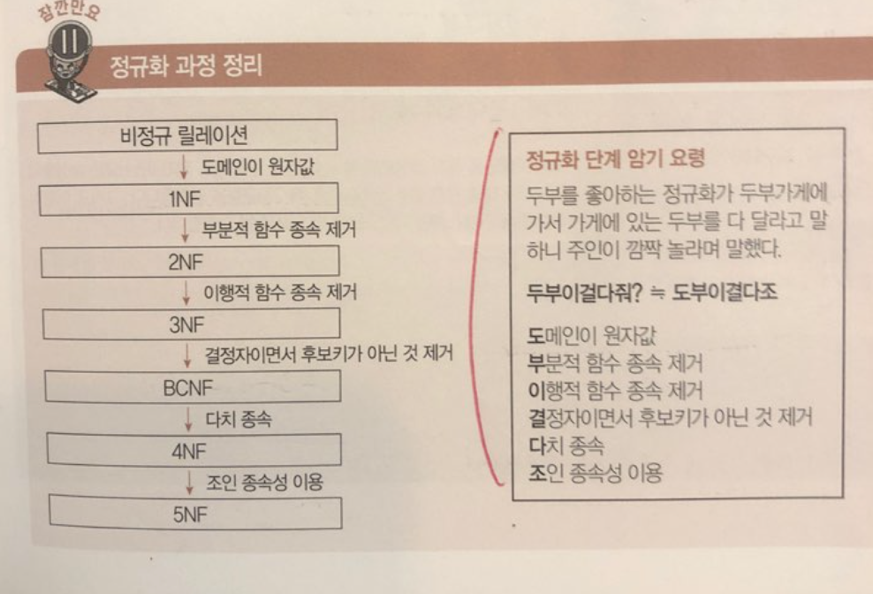 잠깐만요
정규화 과정 정리
비정규 릴레이션
↓ 도메인이 원자값
1NF
↓ 부분적 함수 종속 제거
2NF
↓ 이행적 함수 종속 제거
3NF
↓ 결정자이면서 후보키가 아닌 것 제거
BCNF
↓ 다치 종속
4NF
↓ 조인 종속성 이용
5NF
정규화 단계 암기 요령
두부를 좋아하는 정규화가 두부가게에
가서 가게에 있는 두부를 다 달라고 말
하니 주인이 깜짝 놀라며 말했다.
두부이걸다줘? ≒ 도부이결다조
도메인이 원자값
부분적 함수 종속 제거
이행적 함수 종속 제거
결정자이면서 후보키가 아닌 것 제거
다치 종속
조인 종속성 이용